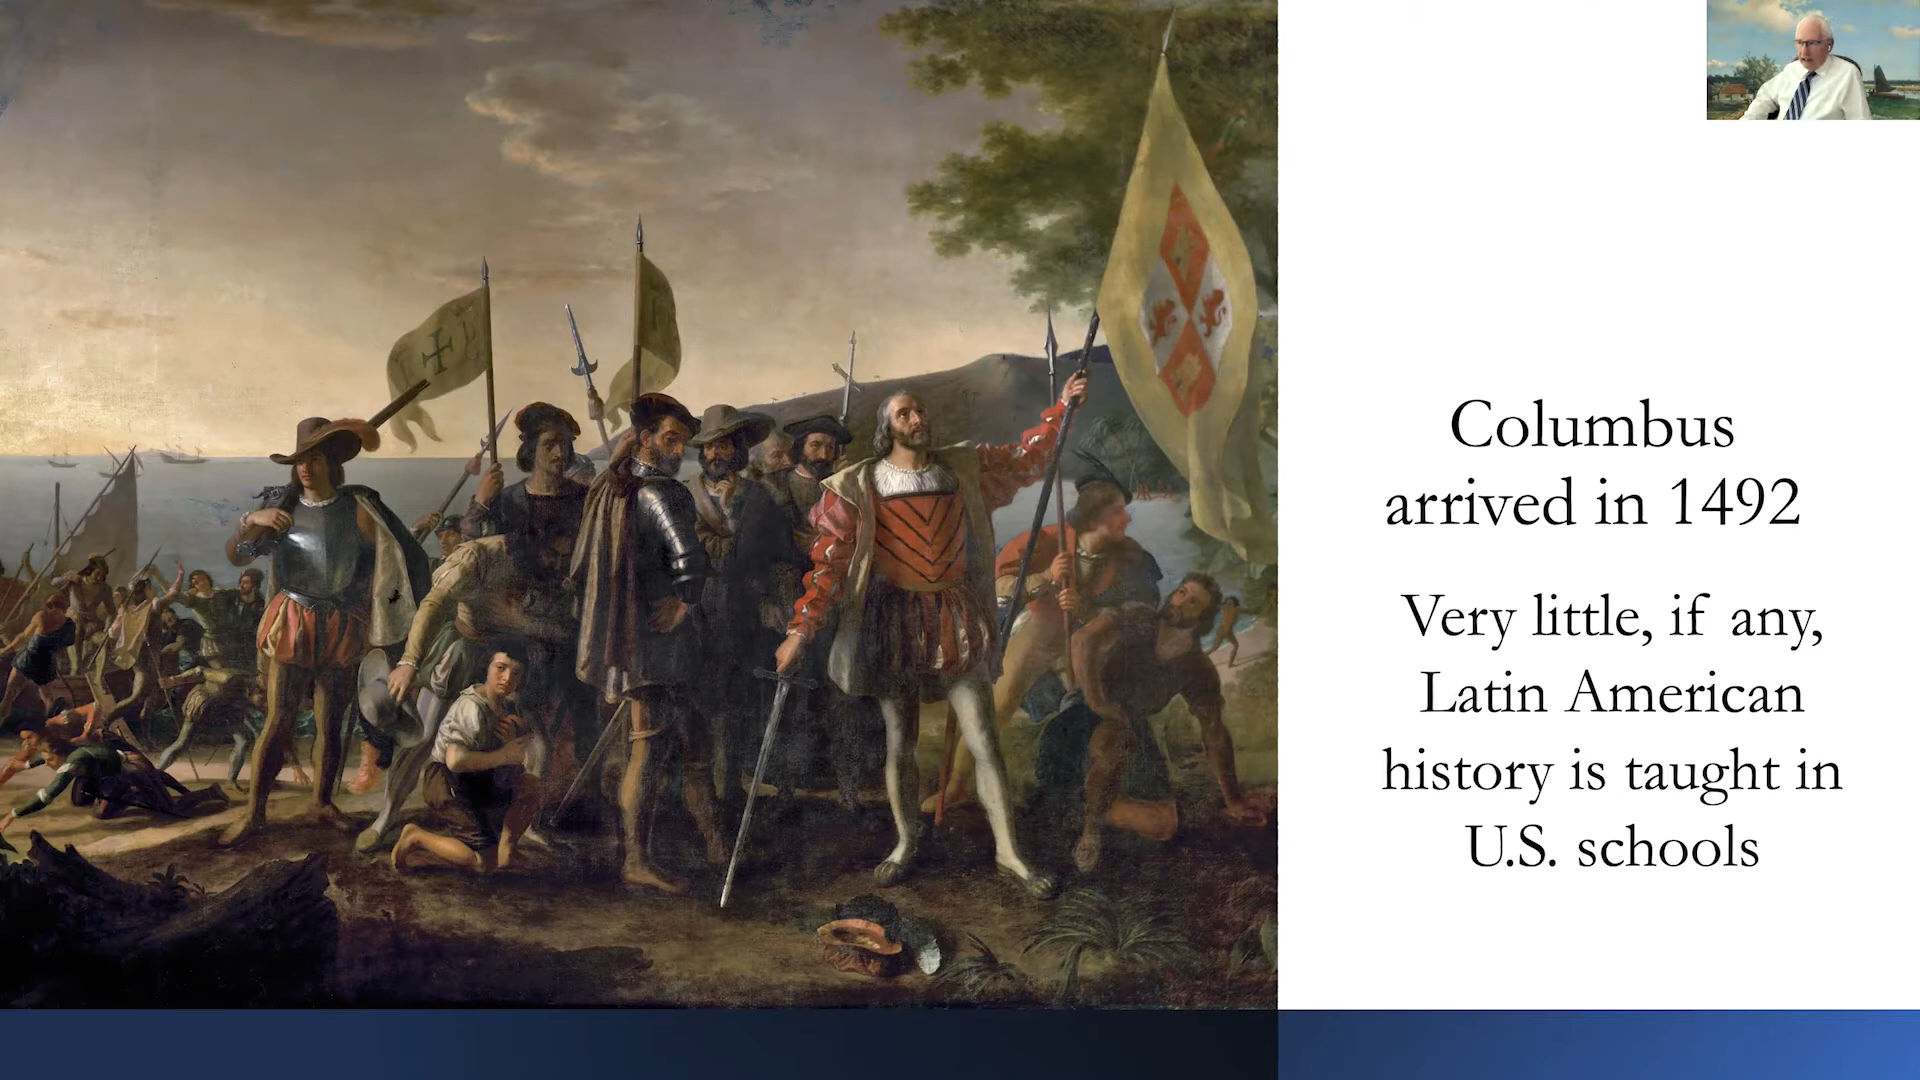 Columbus
arrived in 1492
Very little, if any,
Latin American
history is taught in
U.S. schools